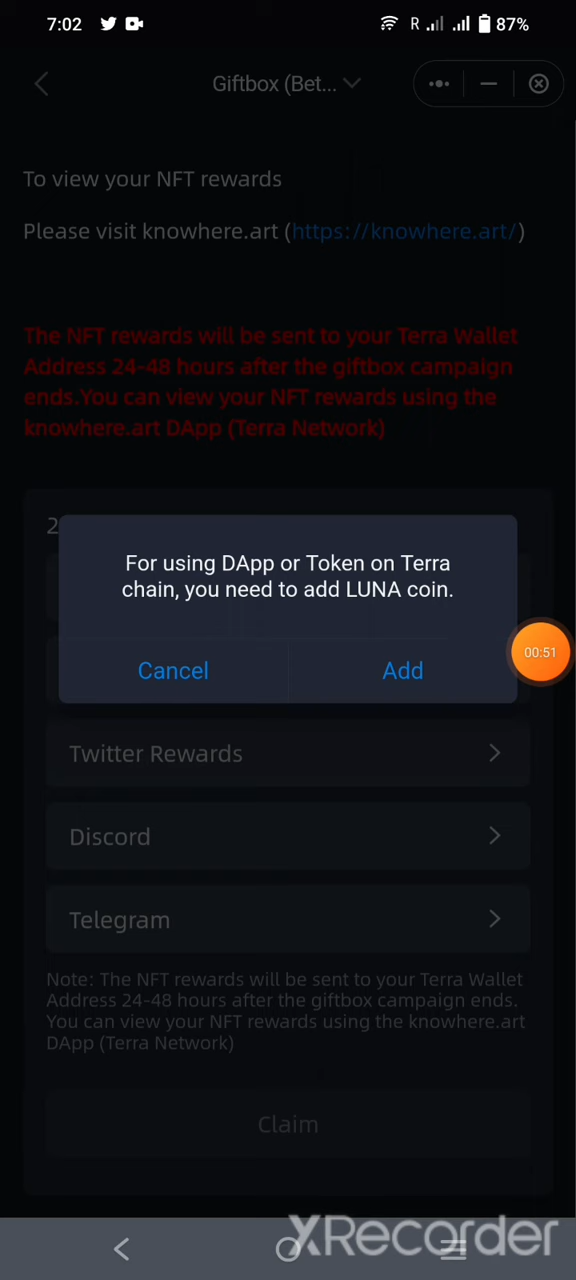 7:02
R
87%
Giftbox (Bet...
To view your NFT rewards
Please visit knowhere.art (https://knowhere.art/)
The NFT rewards will be sent to your Terra Wallet
Address 24-48 hours after the giftbox campaign
ends.You can view your NFT rewards using the
knowhere.art DApp (Terra Network)
2
For using DApp or Token on Terra
chain, you need to add LUNA coin.
Cancel
Add
00:51
Twitter Rewards
Discord
Telegram
Note: The NFT rewards will be sent to your Terra Wallet
Address 24-48 hours after the giftbox campaign ends.
You can view your NFT rewards using the knowhere.art
DApp (Terra Network)
Claim
XRecorder